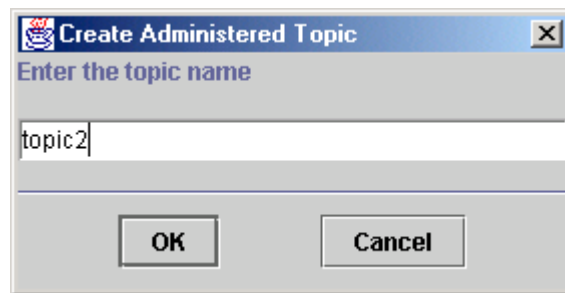 Create Administered Topic
Enter the topic name
topic2
OK Cancel